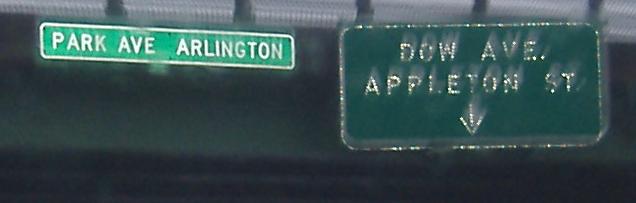 PARK AVE ARLINGTON
DOW AVE.
APPLETON ST.